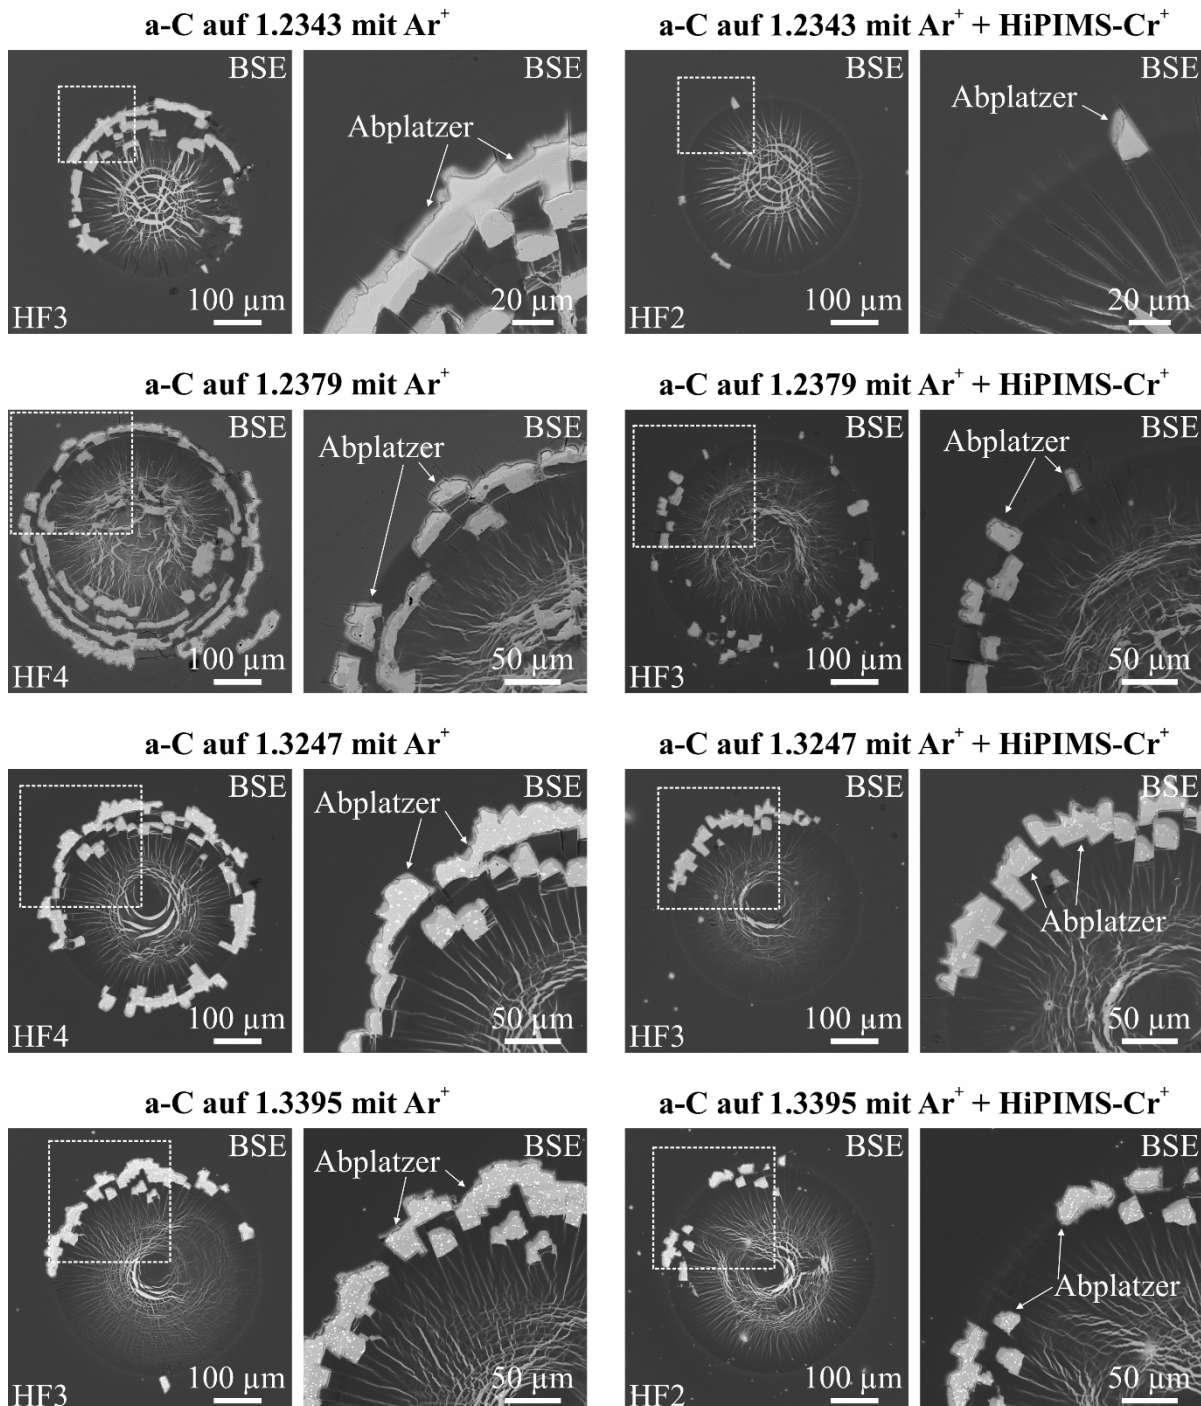 a-C auf 1.2343 mit Ar⁺
a-C auf 1.2343 mit Ar⁺ + HiPIMS-Cr⁺
BSE
HF3
100 µm
BSE
Abplatzer
20 µm
BSE
HF2
100 µm
BSE
Abplatzer
20 µm
a-C auf 1.2379 mit Ar⁺
a-C auf 1.2379 mit Ar⁺ + HiPIMS-Cr⁺
BSE
HF4
100 µm
BSE
Abplatzer
50 µm
BSE
HF3
100 µm
BSE
Abplatzer
50 µm
a-C auf 1.3247 mit Ar⁺
a-C auf 1.3247 mit Ar⁺ + HiPIMS-Cr⁺
BSE
HF4
100 µm
BSE
Abplatzer
50 µm
BSE
HF3
100 µm
BSE
Abplatzer
50 µm
a-C auf 1.3395 mit Ar⁺
a-C auf 1.3395 mit Ar⁺ + HiPIMS-Cr⁺
BSE
HF3
100 µm
BSE
Abplatzer
50 µm
BSE
HF2
100 µm
BSE
Abplatzer
50 µm